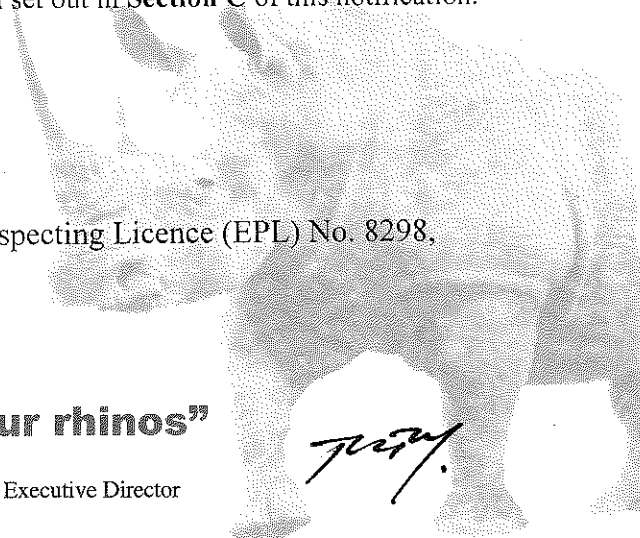 set out in Section C of this notification.
specting Licence (EPL) No. 8298,
ur rhinos”
Executive Director